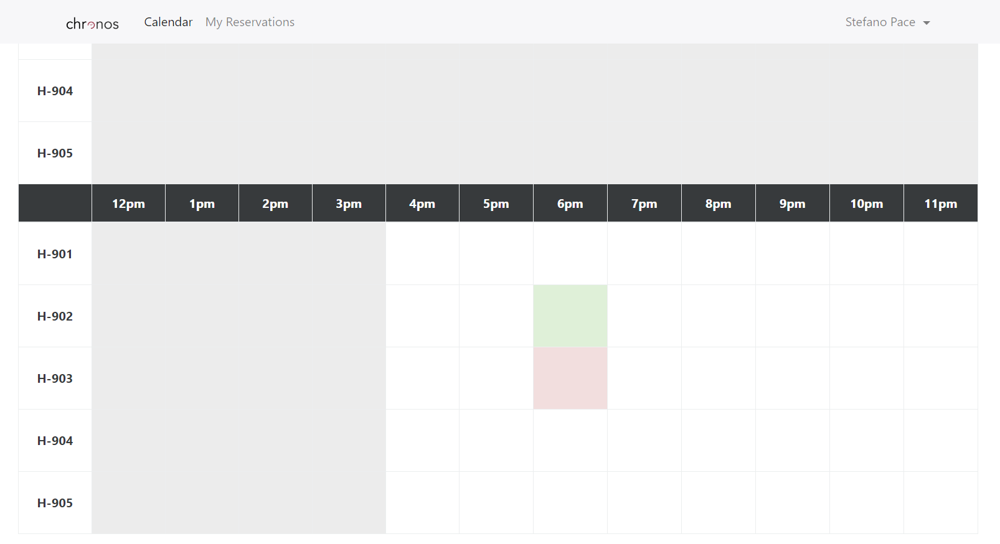 chronos Calendar My Reservations Stefano Pace
H-904
H-905
12pm 1pm 2pm 3pm 4pm 5pm 6pm 7pm 8pm 9pm 10pm 11pm
H-901
H-902
H-903
H-904
H-905